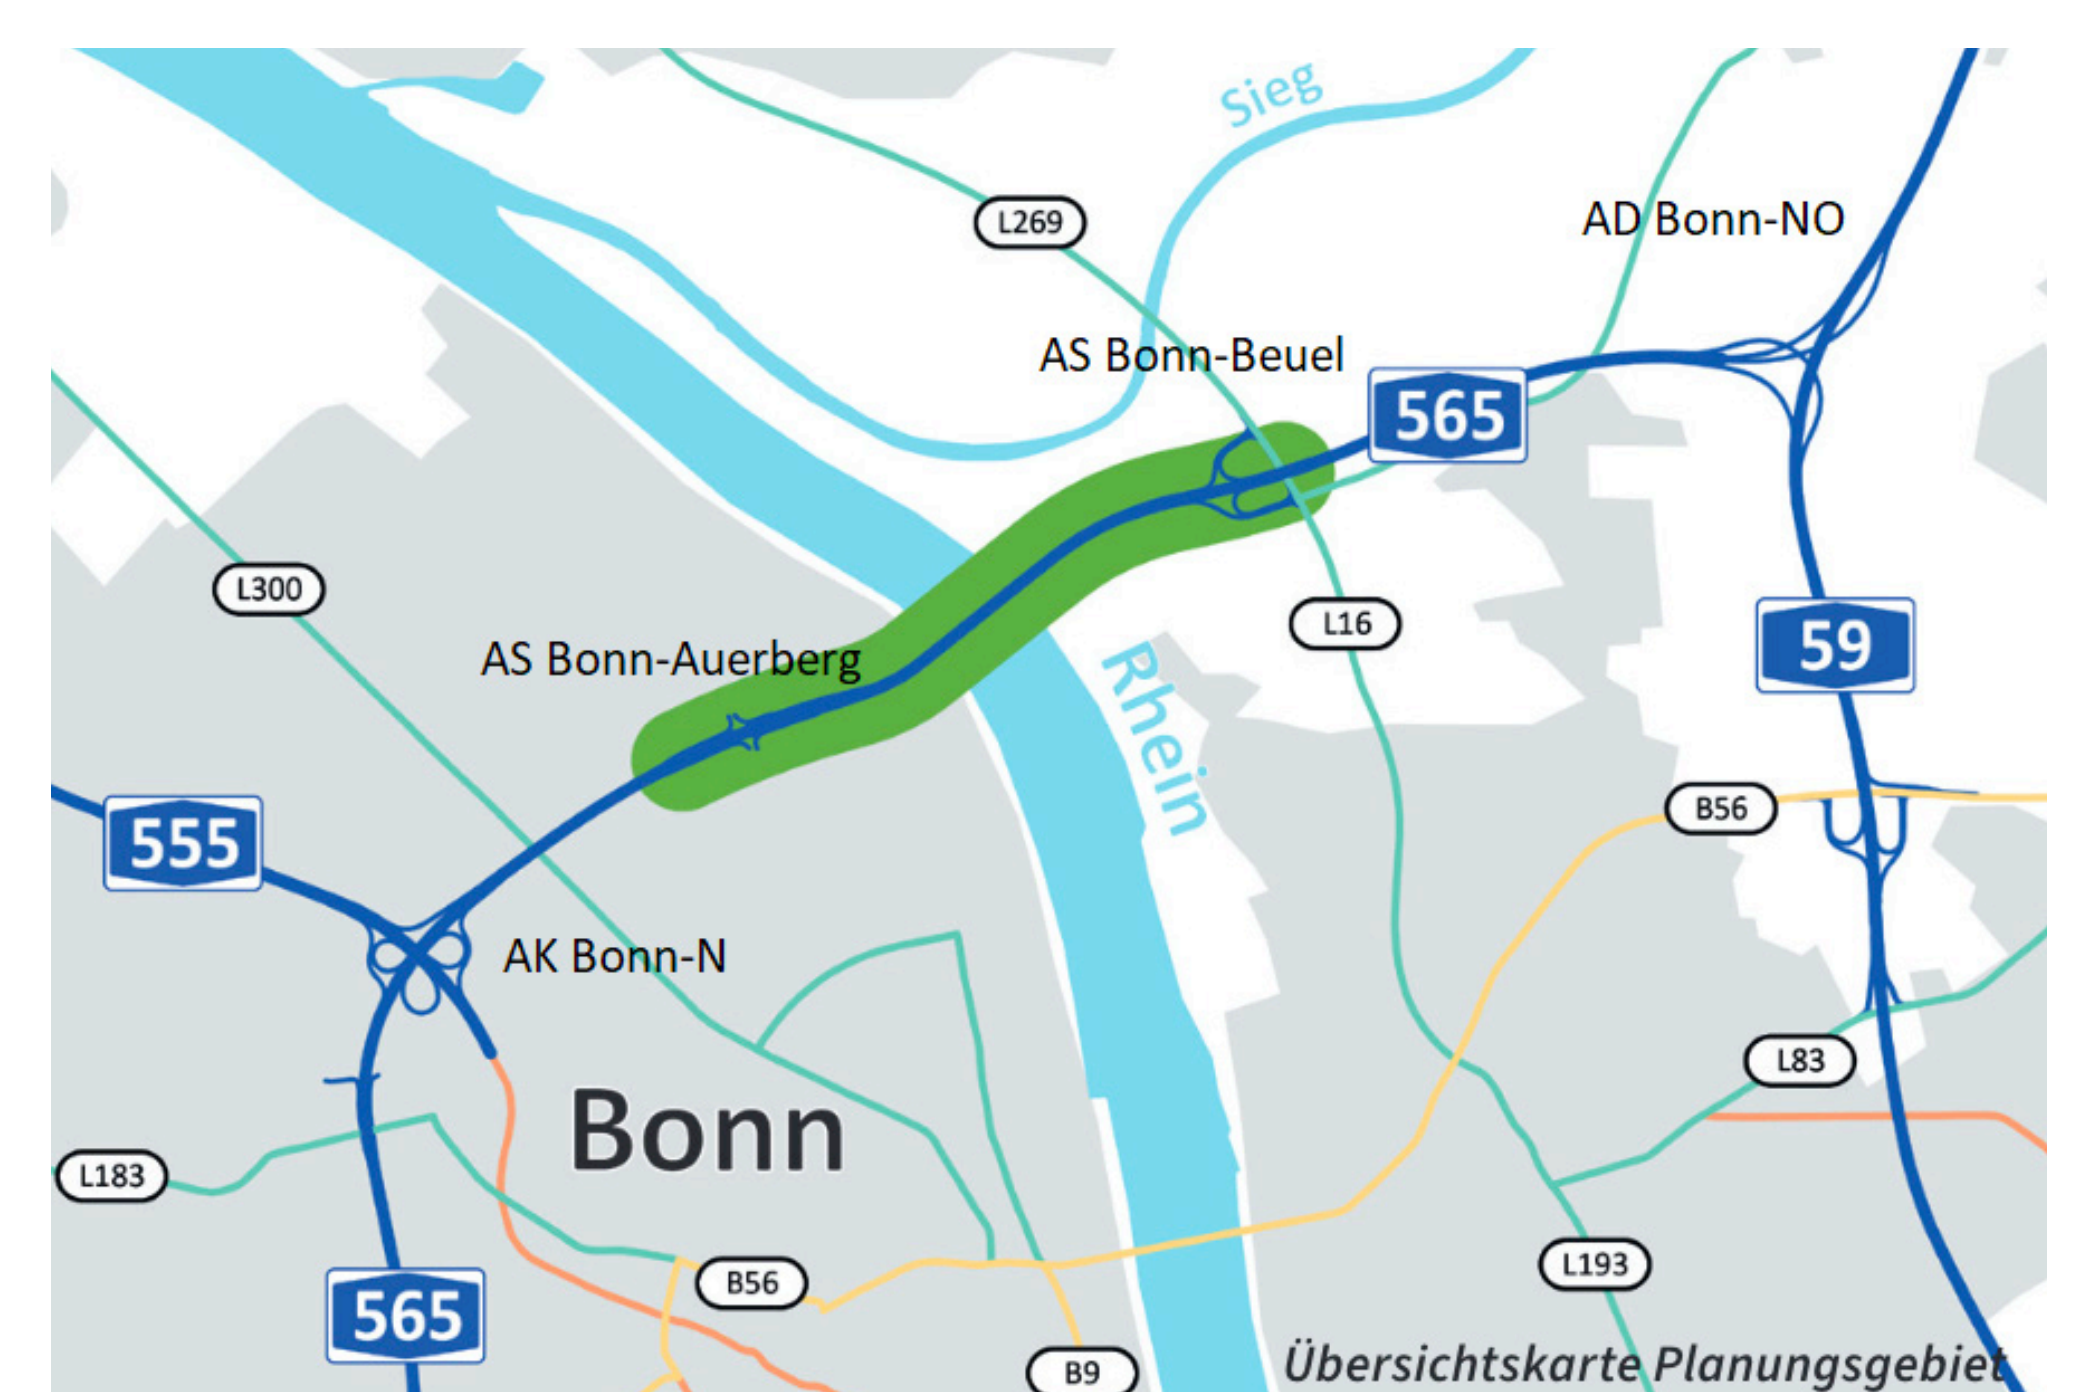 Sieg
L269
AD Bonn-NO
AS Bonn-Beuel
565
L300
L16
AS Bonn-Auerberg
59
Rhein
B56
555
AK Bonn-N
L83
Bonn
L183
L193
B56
565
B9
Übersichtskarte Planungsgebiet